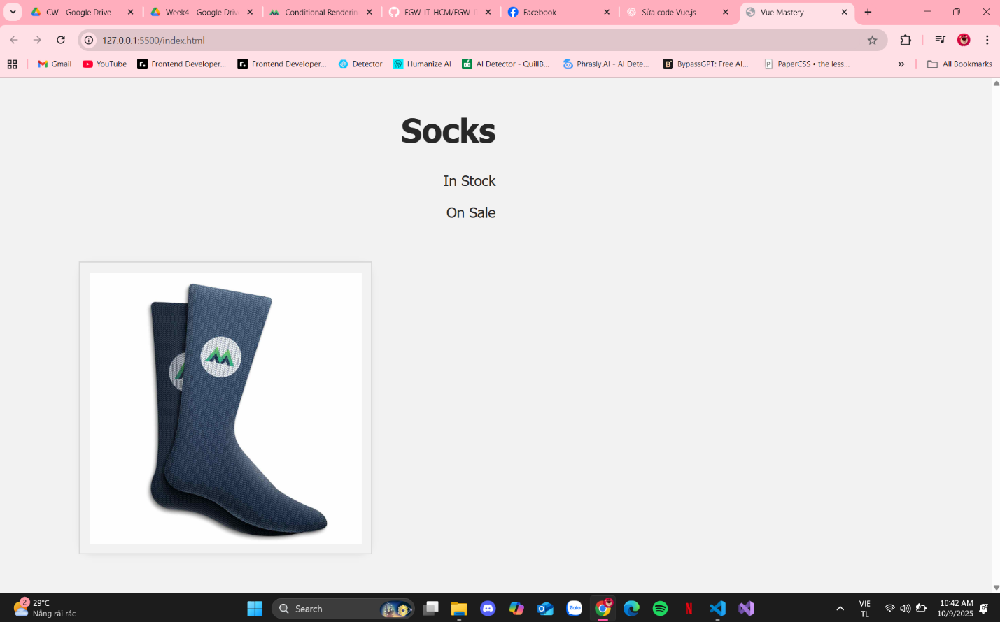 CW - Google Drive
Week4 - Google Driv
Conditional Renderin
FGW-IT-HCM/FGW-I
Facebook
Sửa code Vue.js
Vue Mastery
127.0.0.1:5500/index.html
Gmail
YouTube
Frontend Developer...
Frontend Developer...
Detector
Humanize AI
AI Detector - QuillB...
Phrasly.AI - AI Dete...
BypassGPT: Free AI...
PaperCSS • the less...
All Bookmarks
Socks
In Stock
On Sale
2
29°C
Nắng rải rác
Search
Zalo
VIE
TL
10:42 AM
10/9/2025